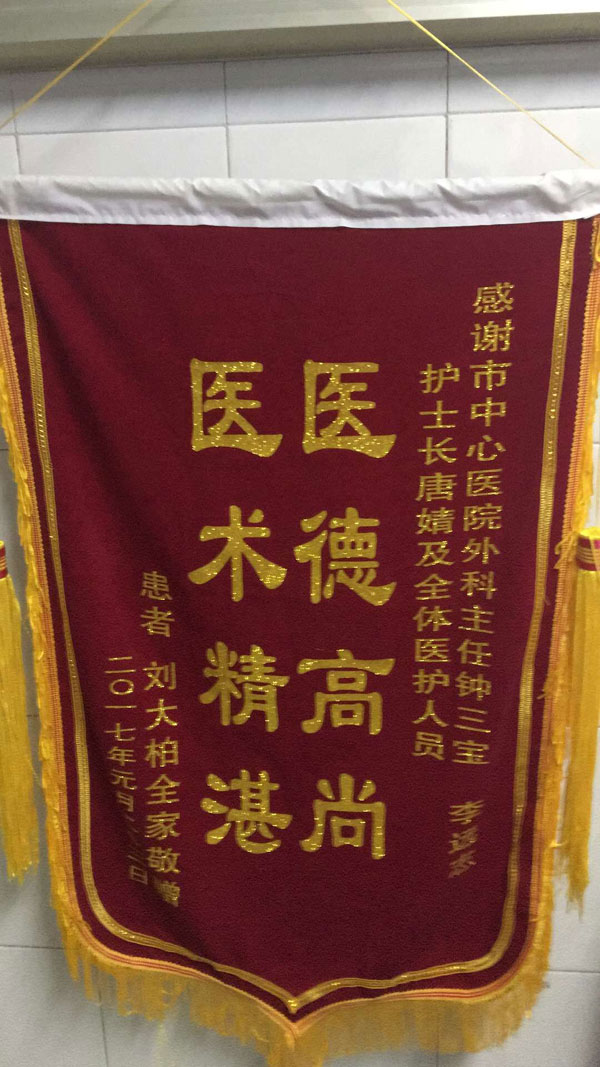 感谢市中心医院外科主任钟三宝
护士长唐婧及全体医护人员
医德高尚
医术精湛
患者 刘大柏全家敬赠
二〇一七年元月